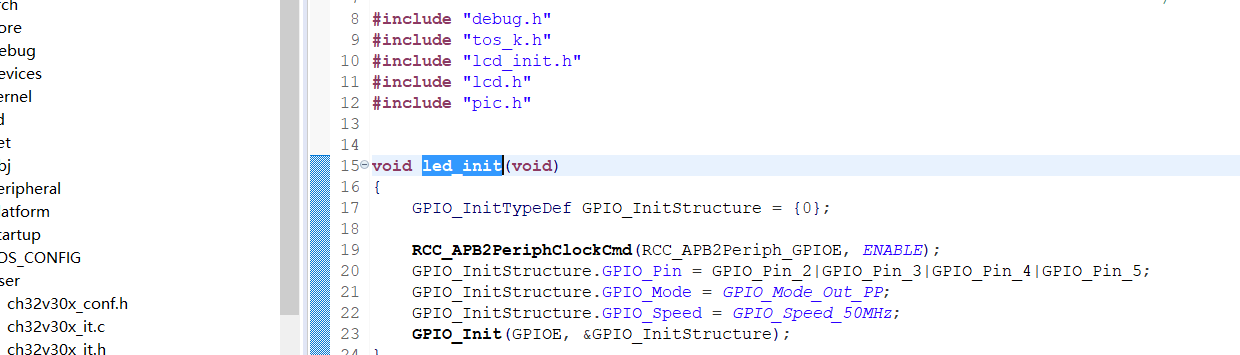 rch
ore
ebug
evices
ernel
d
et
bj
eripheral
latform
tartup
OS_CONFIG
ser
ch32v30x_conf.h
ch32v30x_it.c
ch32v30x_it.h
8 #include "debug.h"
9 #include "tos_k.h"
10 #include "lcd_init.h"
11 #include "lcd.h"
12 #include "pic.h"
13
14
15 void led_init(void)
16 {
17 GPIO_InitTypeDef GPIO_InitStructure = {0};
18
19 RCC_APB2PeriphClockCmd(RCC_APB2Periph_GPIOE, ENABLE);
20 GPIO_InitStructure.GPIO_Pin = GPIO_Pin_2|GPIO_Pin_3|GPIO_Pin_4|GPIO_Pin_5;
21 GPIO_InitStructure.GPIO_Mode = GPIO_Mode_Out_PP;
22 GPIO_InitStructure.GPIO_Speed = GPIO_Speed_50MHz;
23 GPIO_Init(GPIOE, &GPIO_InitStructure);
24 }